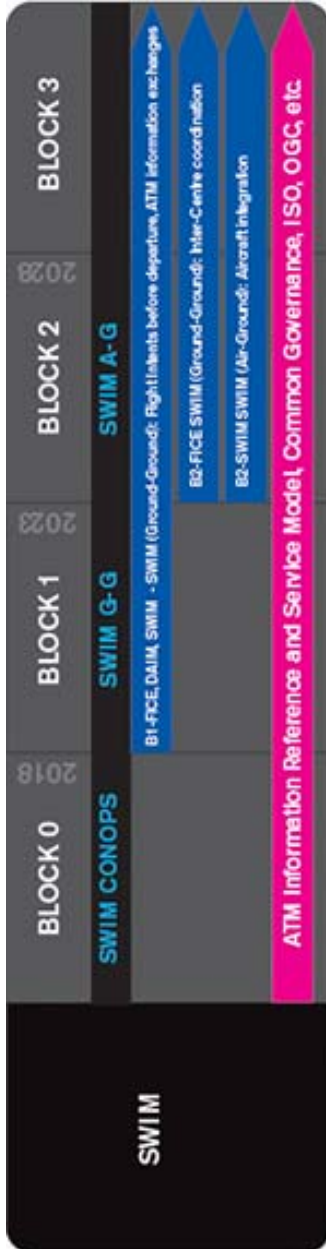 SWIM
BLOCK 0
2018
BLOCK 1
2023
BLOCK 2
2028
BLOCK 3
SWIM CONOPS
SWIM G-G
SWIM A-G
B1-FICE, DAIM, SWIM - SWIM (Ground-Ground): Flight Intents before departure, ATM information exchanges
B2-FICE SWIM (Ground-Ground): Inter-Centre coordination
B2-SWIM SWIM (Air-Ground): Aircraft integration
ATM Information Reference and Service Model, Common Governance, ISO, OGC, etc.